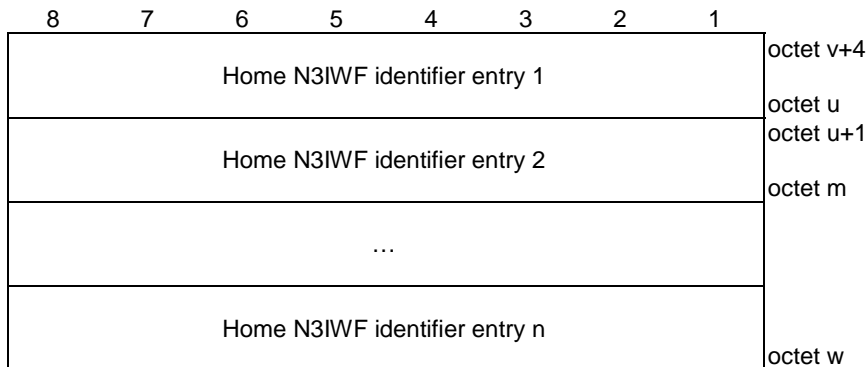 8 7 6 5 4 3 2 1
octet v+4
Home N3IWF identifier entry 1
octet u
octet u+1
Home N3IWF identifier entry 2
octet m
…
Home N3IWF identifier entry n
octet w